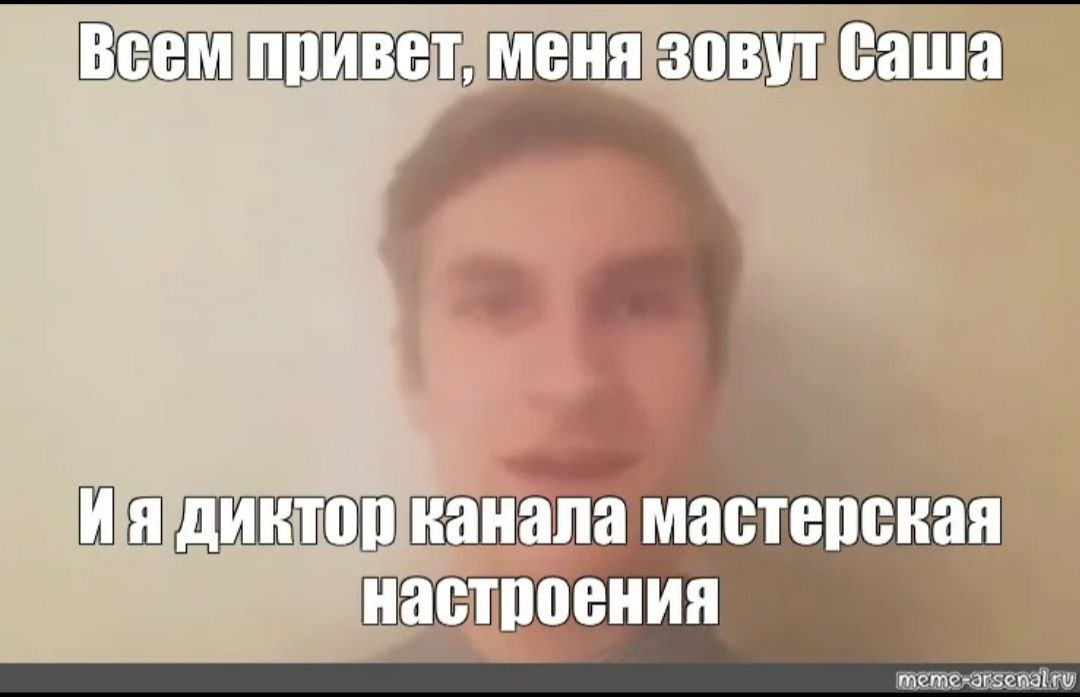 Всем привет, меня зовут Саша
И я диктор канала мастерская
настроения
meme-arsenal.ru